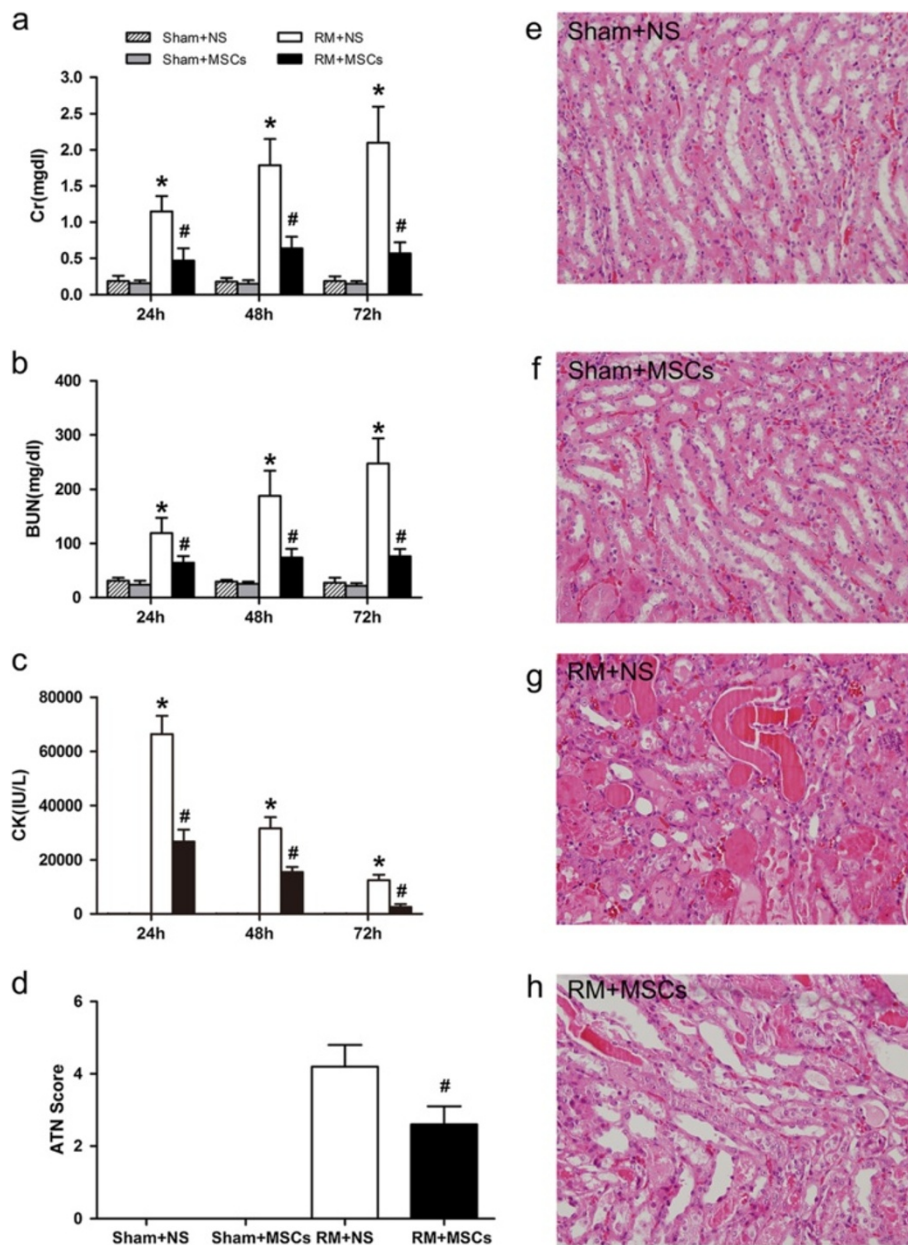 a
Sham+NS
RM+NS
Sham+MSCs
RM+MSCs
Cr(mgdl)
3.0
2.5
2.0
1.5
1.0
0.5
0.0
*
#
*
#
*
#
24h
48h
72h
b
BUN(mg/dl)
400
300
200
100
0
*
#
*
#
*
#
24h
48h
72h
c
CK(IU/L)
80000
60000
40000
20000
0
*
#
*
#
*
#
24h
48h
72h
d
ATN Score
6
4
2
0
#
Sham+NS
Sham+MSCs
RM+NS
RM+MSCs
e
Sham+NS
f
Sham+MSCs
g
RM+NS
h
RM+MSCs